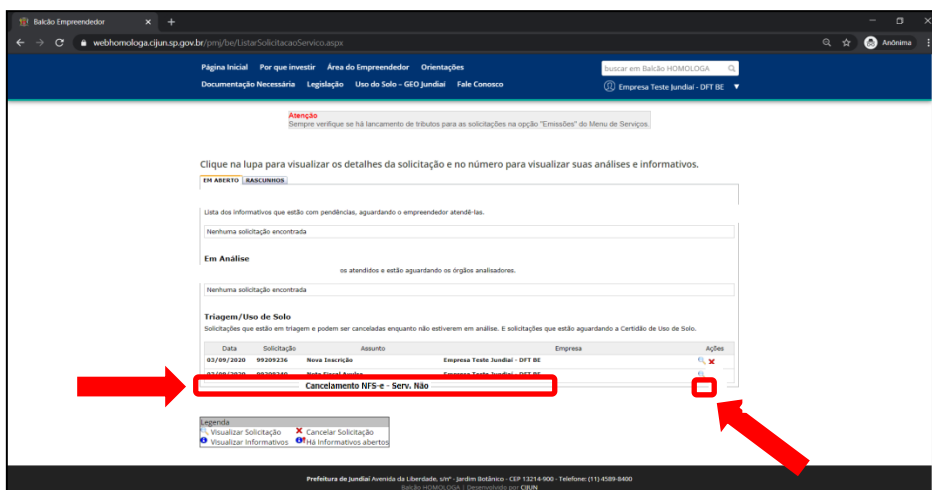 Balcão Empreendedor
webhomologa.cijun.sp.gov.br/pmj/be/ListarSolicitacaoServico.aspx
Anônima
Página Inicial Por que investir Área do Empreendedor Orientações
buscar em Balcão HOMOLOGA
Documentação Necessária Legislação Uso do Solo - GEO Jundiaí Fale Conosco
Empresa Teste Jundiai - DFT BE
Atenção
Sempre verifique se há lancamento de tributos para as solicitações na opção "Emissões" do Menu de Serviços.
Clique na lupa para visualizar os detalhes da solicitação e no número para visualizar suas análises e informativos.
EM ABERTO RASCUNHOS
Lista dos informativos que estão com pendências, aguardando o empreendedor atendê-las.
Nenhuma solicitação encontrada
Em Análise
os atendidos e estão aguardando os órgãos analisadores.
Nenhuma solicitação encontrada
Triagem/Uso de Solo
Solicitações que estão em triagem e podem ser canceladas enquanto não estiverem em análise. E solicitações que estão aguardando a Certidão de Uso de Solo.
Data Solicitação Assunto Empresa Ações
03/09/2020 99209236 Nova Inscrição Empresa Teste Jundiai - DFT BE
Empresa Teste Jundiai - DFT BE
Cancelamento NFS-e - Serv. Não
Legenda
Visualizar Solicitação Cancelar Solicitação
Visualizar Informativos Há Informativos abertos
Prefeitura de Jundiaí Avenida da Liberdade, s/nº - Jardim Botânico - CEP 13214-900 - Telefone: (11) 4589-8400
Balcão HOMOLOGA | Desenvolvido por CIJUN